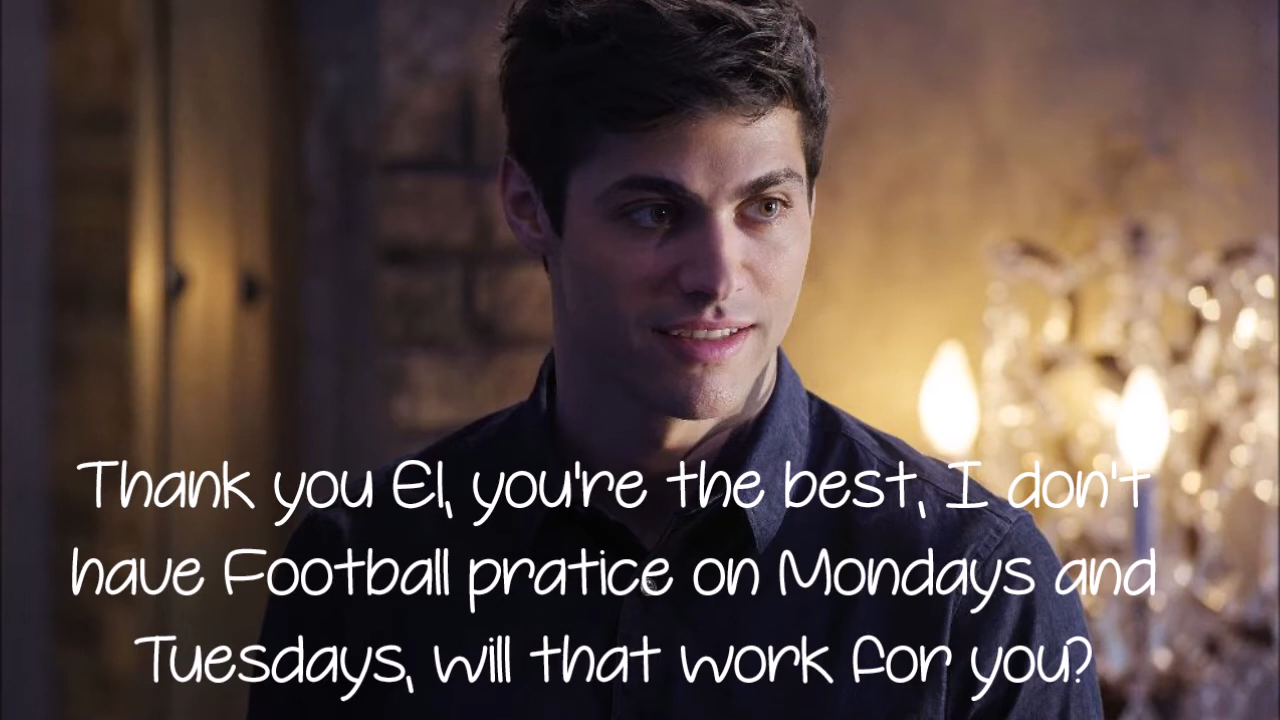 Thank you El, you're the best, I don't
have Football pratice on Mondays and
Tuesdays, will that work for you?